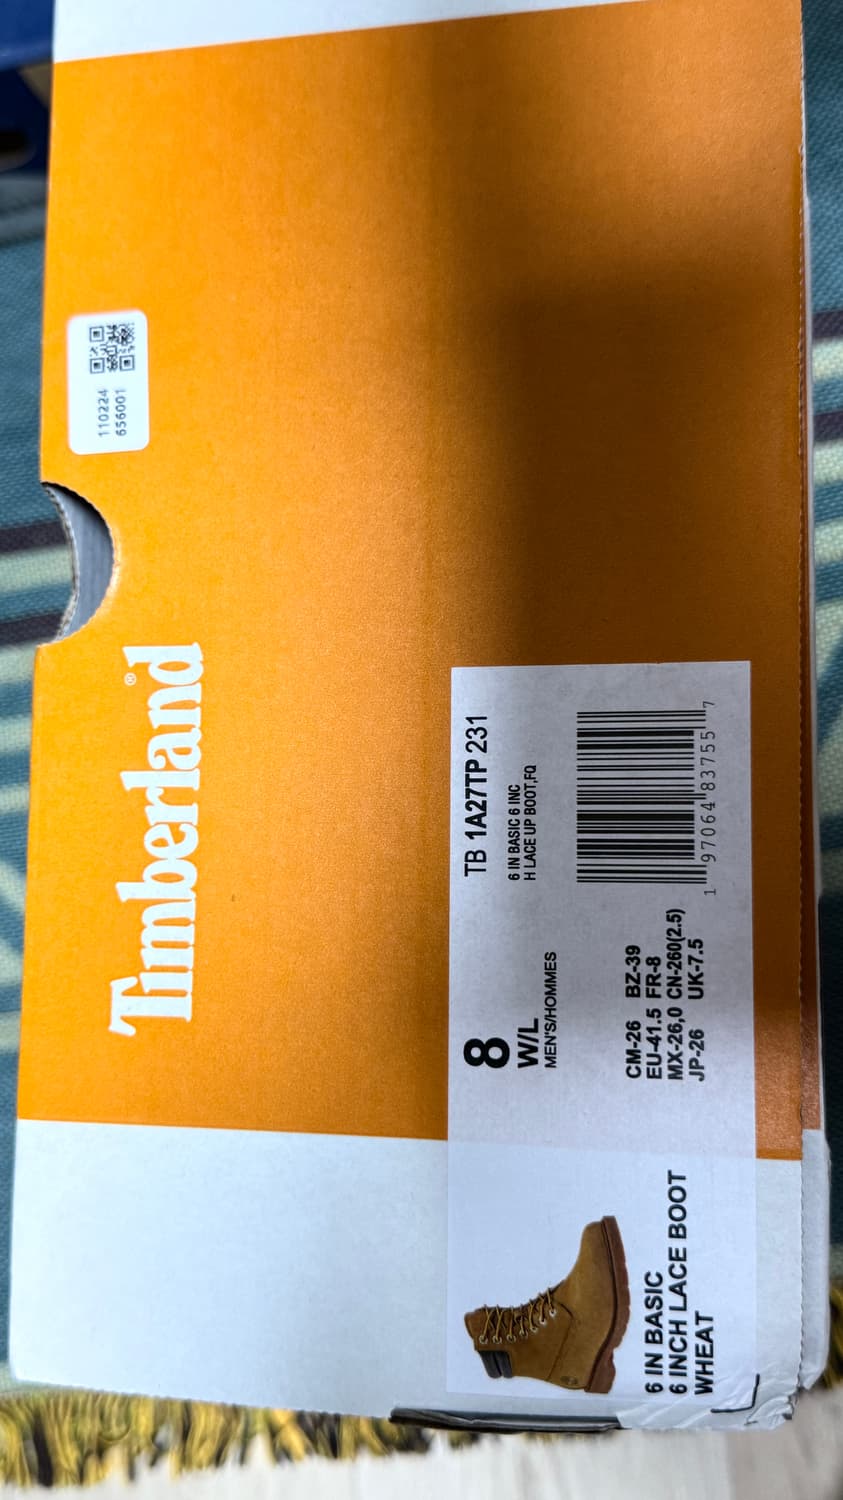 110224
656001
Timberland®
TB 1A27TP 231
6 IN BASIC 6 INC
H LACE UP BOOT,FQ
1 97064 83755 7
8
W/L
MEN'S/HOMMES
CM-26 BZ-39
EU-41.5 FR-8
MX-26,0 CN-260(2.5)
JP-26 UK-7.5
6 IN BASIC
6 INCH LACE BOOT
WHEAT